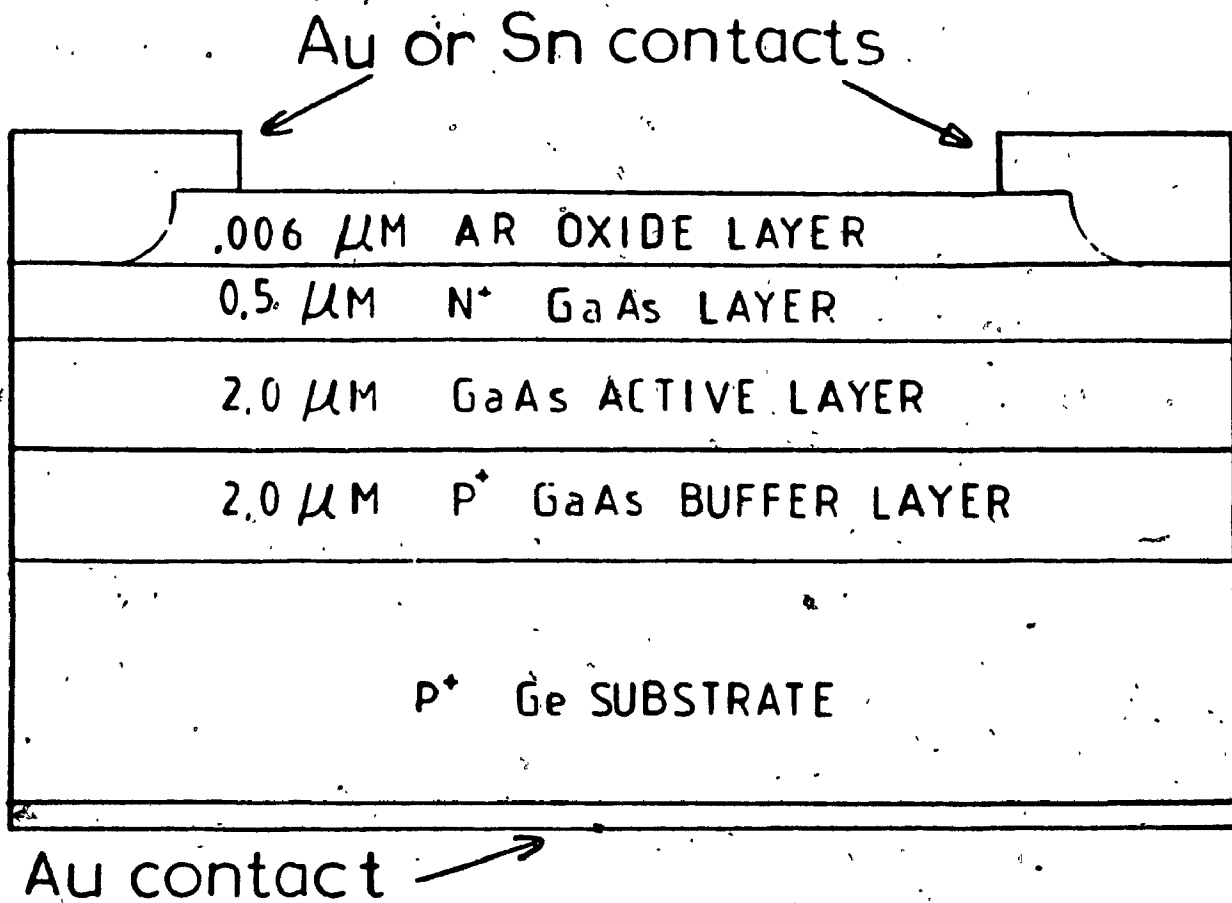 Au or Sn contacts
.006 μM AR OXIDE LAYER
0.5 μM N⁺ GaAs LAYER
2.0 μM GaAs ACTIVE LAYER
2.0 μM P⁺ GaAs BUFFER LAYER
P⁺ Ge SUBSTRATE
Au contact